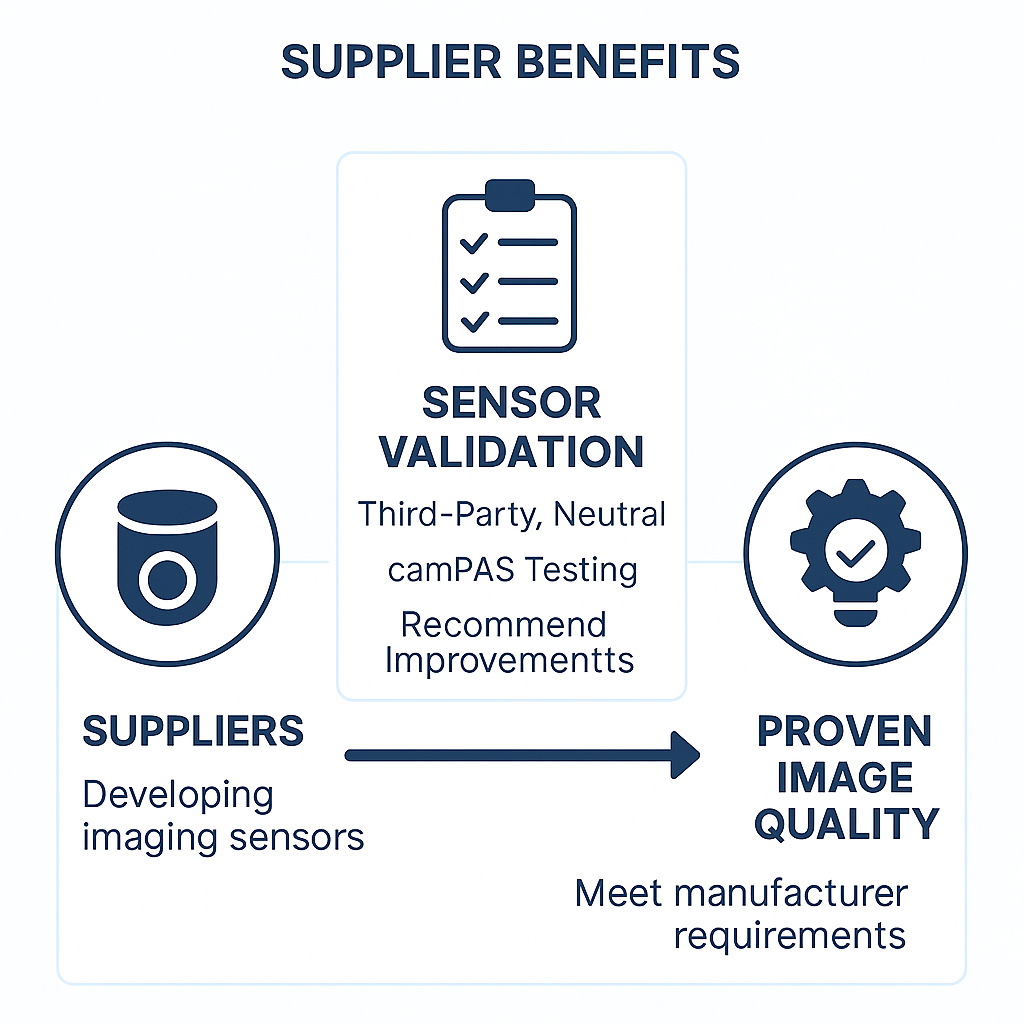 SUPPLIER BENEFITS
SENSOR
VALIDATION
Third-Party, Neutral
camPAS Testing
Recommend
Improvementts
SUPPLIERS
Developing
imaging sensors
PROVEN
IMAGE
QUALITY
Meet manufacturer
requirements